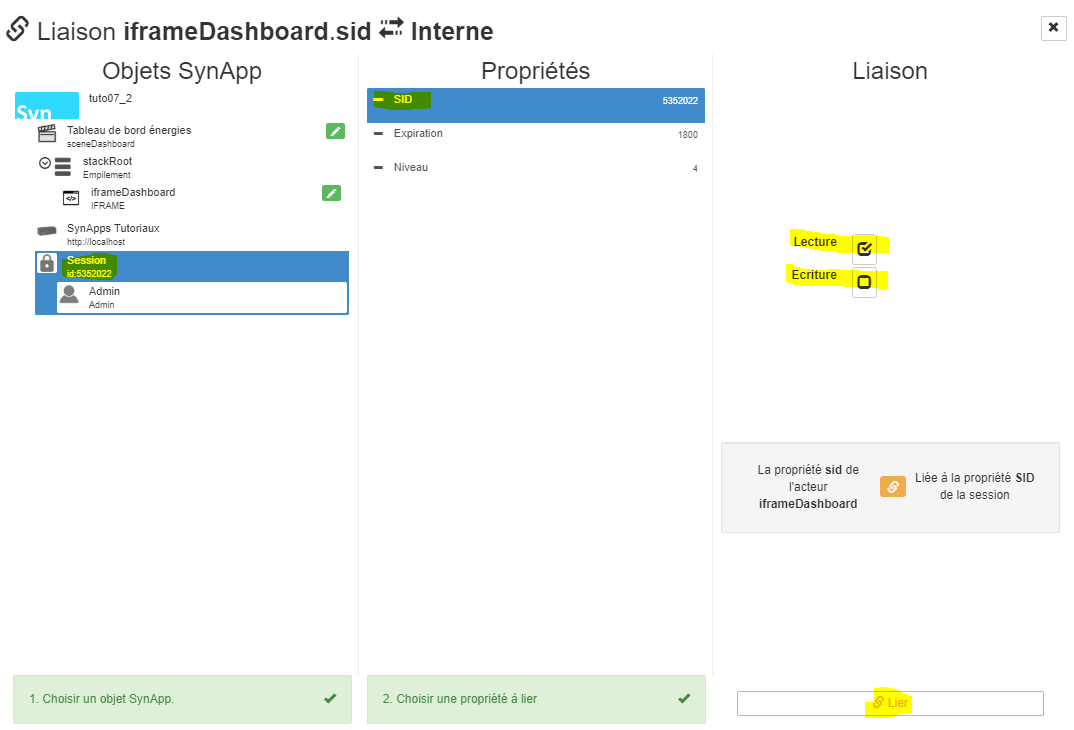 Liaison iframeDashboard.sid Interne
Objets SynApp
Syn
tuto07_2
Tableau de bord énergies
sceneDashboard
stackRoot
Empilement
iframeDashboard
IFRAME
SynApps Tutoriaux
http://localhost
Session
id:5352022
Admin
Admin
1. Choisir un objet SynApp.
Propriétés
SID 5352022
Expiration 1800
Niveau 4
2. Choisir une propriété à lier
Liaison
Lecture
Ecriture
La propriété sid de
l'acteur
iframeDashboard
Liée à la propriété SID
de la session
Lier